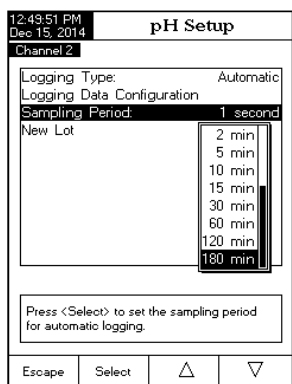 12:49:51 PM
Dec 15, 2014
pH Setup
Channel 2
Logging Type: Automatic
Logging Data Configuration
Sampling Period: 1 second
New Lot
2 min
5 min
10 min
15 min
30 min
60 min
120 min
180 min
Press <Select> to set the sampling period
for automatic logging.
Escape Select △ ▽